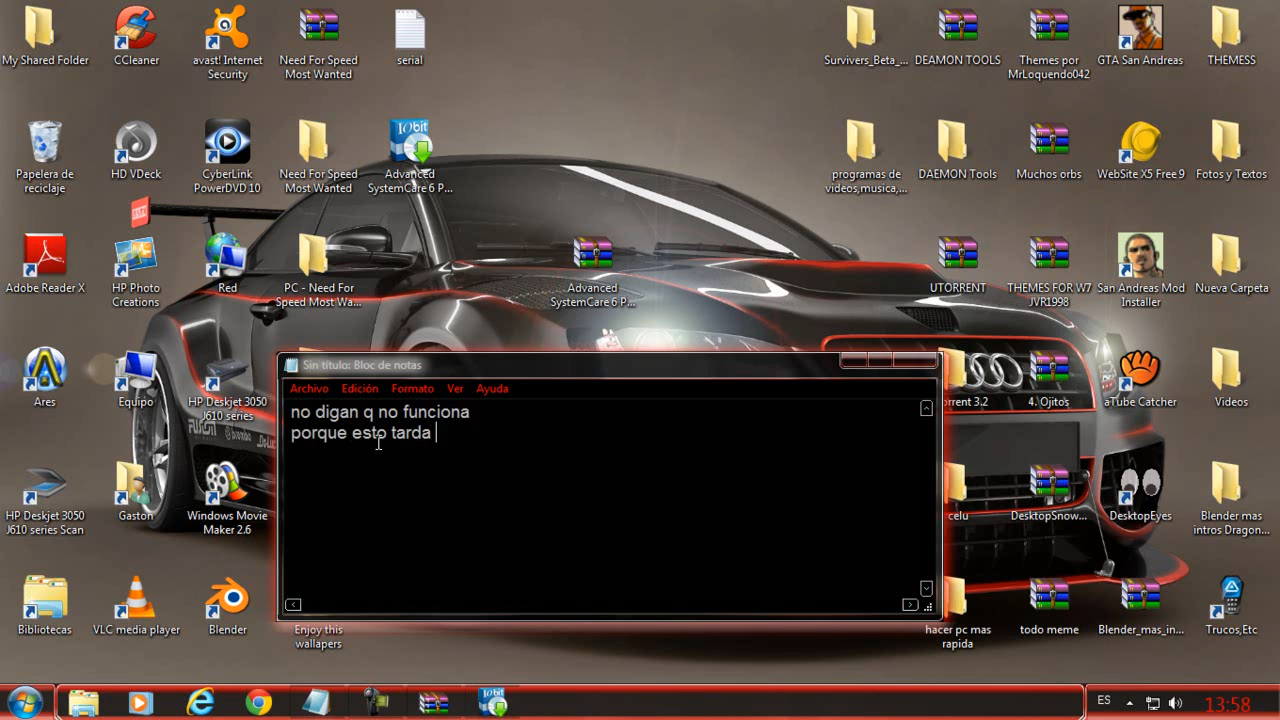 My Shared Folder
CCleaner
avast! Internet
Security
Need For Speed
Most Wanted
serial
Survivers_Beta_...
DEAMON TOOLS
Themes por
MrLoquendo042
GTA San Andreas
THEMESS
Papelera de
reciclaje
HD VDeck
CyberLink
PowerDVD 10
Need For Speed
Most Wanted
10bit
Advanced
SystemCare 6 P...
programas de
videos,musica,...
DAEMON Tools
Muchos orbs
WebSite X5 Free 9
Fotos y Textos
Adobe Reader X
HP Photo
Creations
Red
PC - Need For
Speed Most Wa...
Advanced
SystemCare 6 P...
UTORRENT
THEMES FOR W7
JVR1998
San Andreas Mod
Installer
Nueva Carpeta
Ares
Equipo
HP Deskjet 3050
J610 series
Sin título: Bloc de notas
Archivo Edición Formato Ver Ayuda
no digan q no funciona
porque esto tarda
orrent 3.2
4. Ojitos
aTube Catcher
Videos
HP Deskjet 3050
J610 series Scan
Gaston
Windows Movie
Maker 2.6
celu
DesktopSnow...
DesktopEyes
Blender mas
intros Dragon...
Bibliotecas
VLC media player
Blender
Enjoy this
wallapers
hacer pc mas
rapida
todo meme
Blender_mas_in...
Trucos,Etc
10bit
ES
13:58